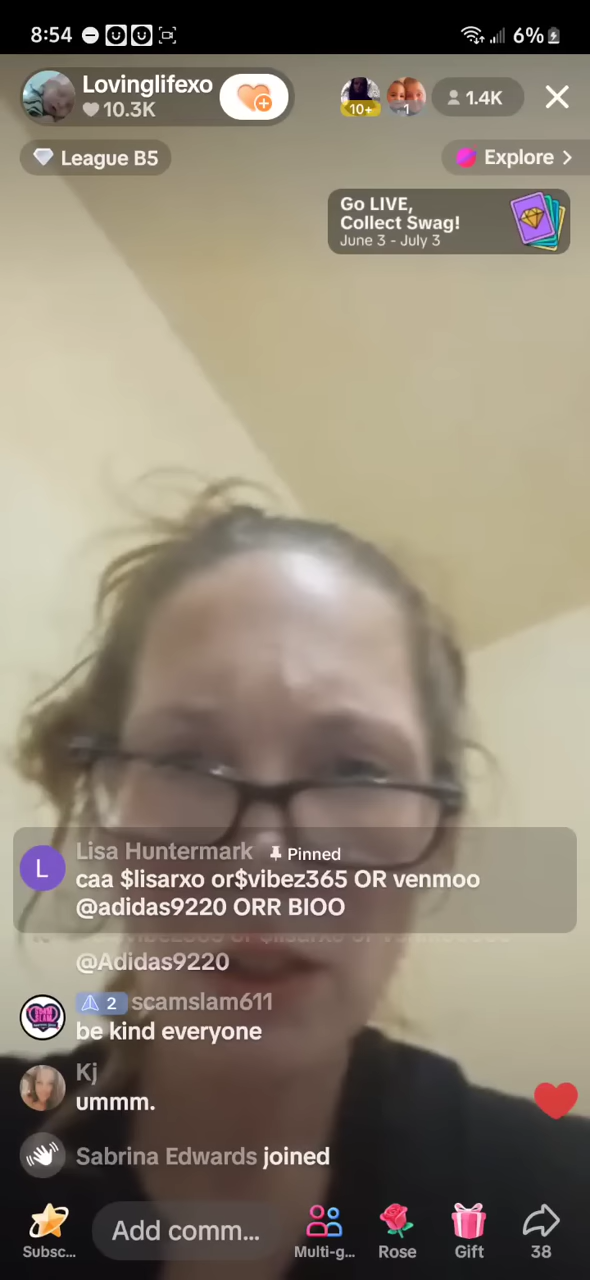 8:54
6%
Lovinglifexo
10.3K
10+
1
1.4K
League B5
Explore
Go LIVE,
Collect Swag!
June 3 - July 3
L
Lisa Huntermark Pinned
caa $lisarxo or$vibez365 OR venmoo
@adidas9220 ORR BIOO
@Adidas9220
2 scamslam611
be kind everyone
Kj
ummm.
Sabrina Edwards joined
Subsc...
Add comm...
Multi-g...
Rose
Gift
38